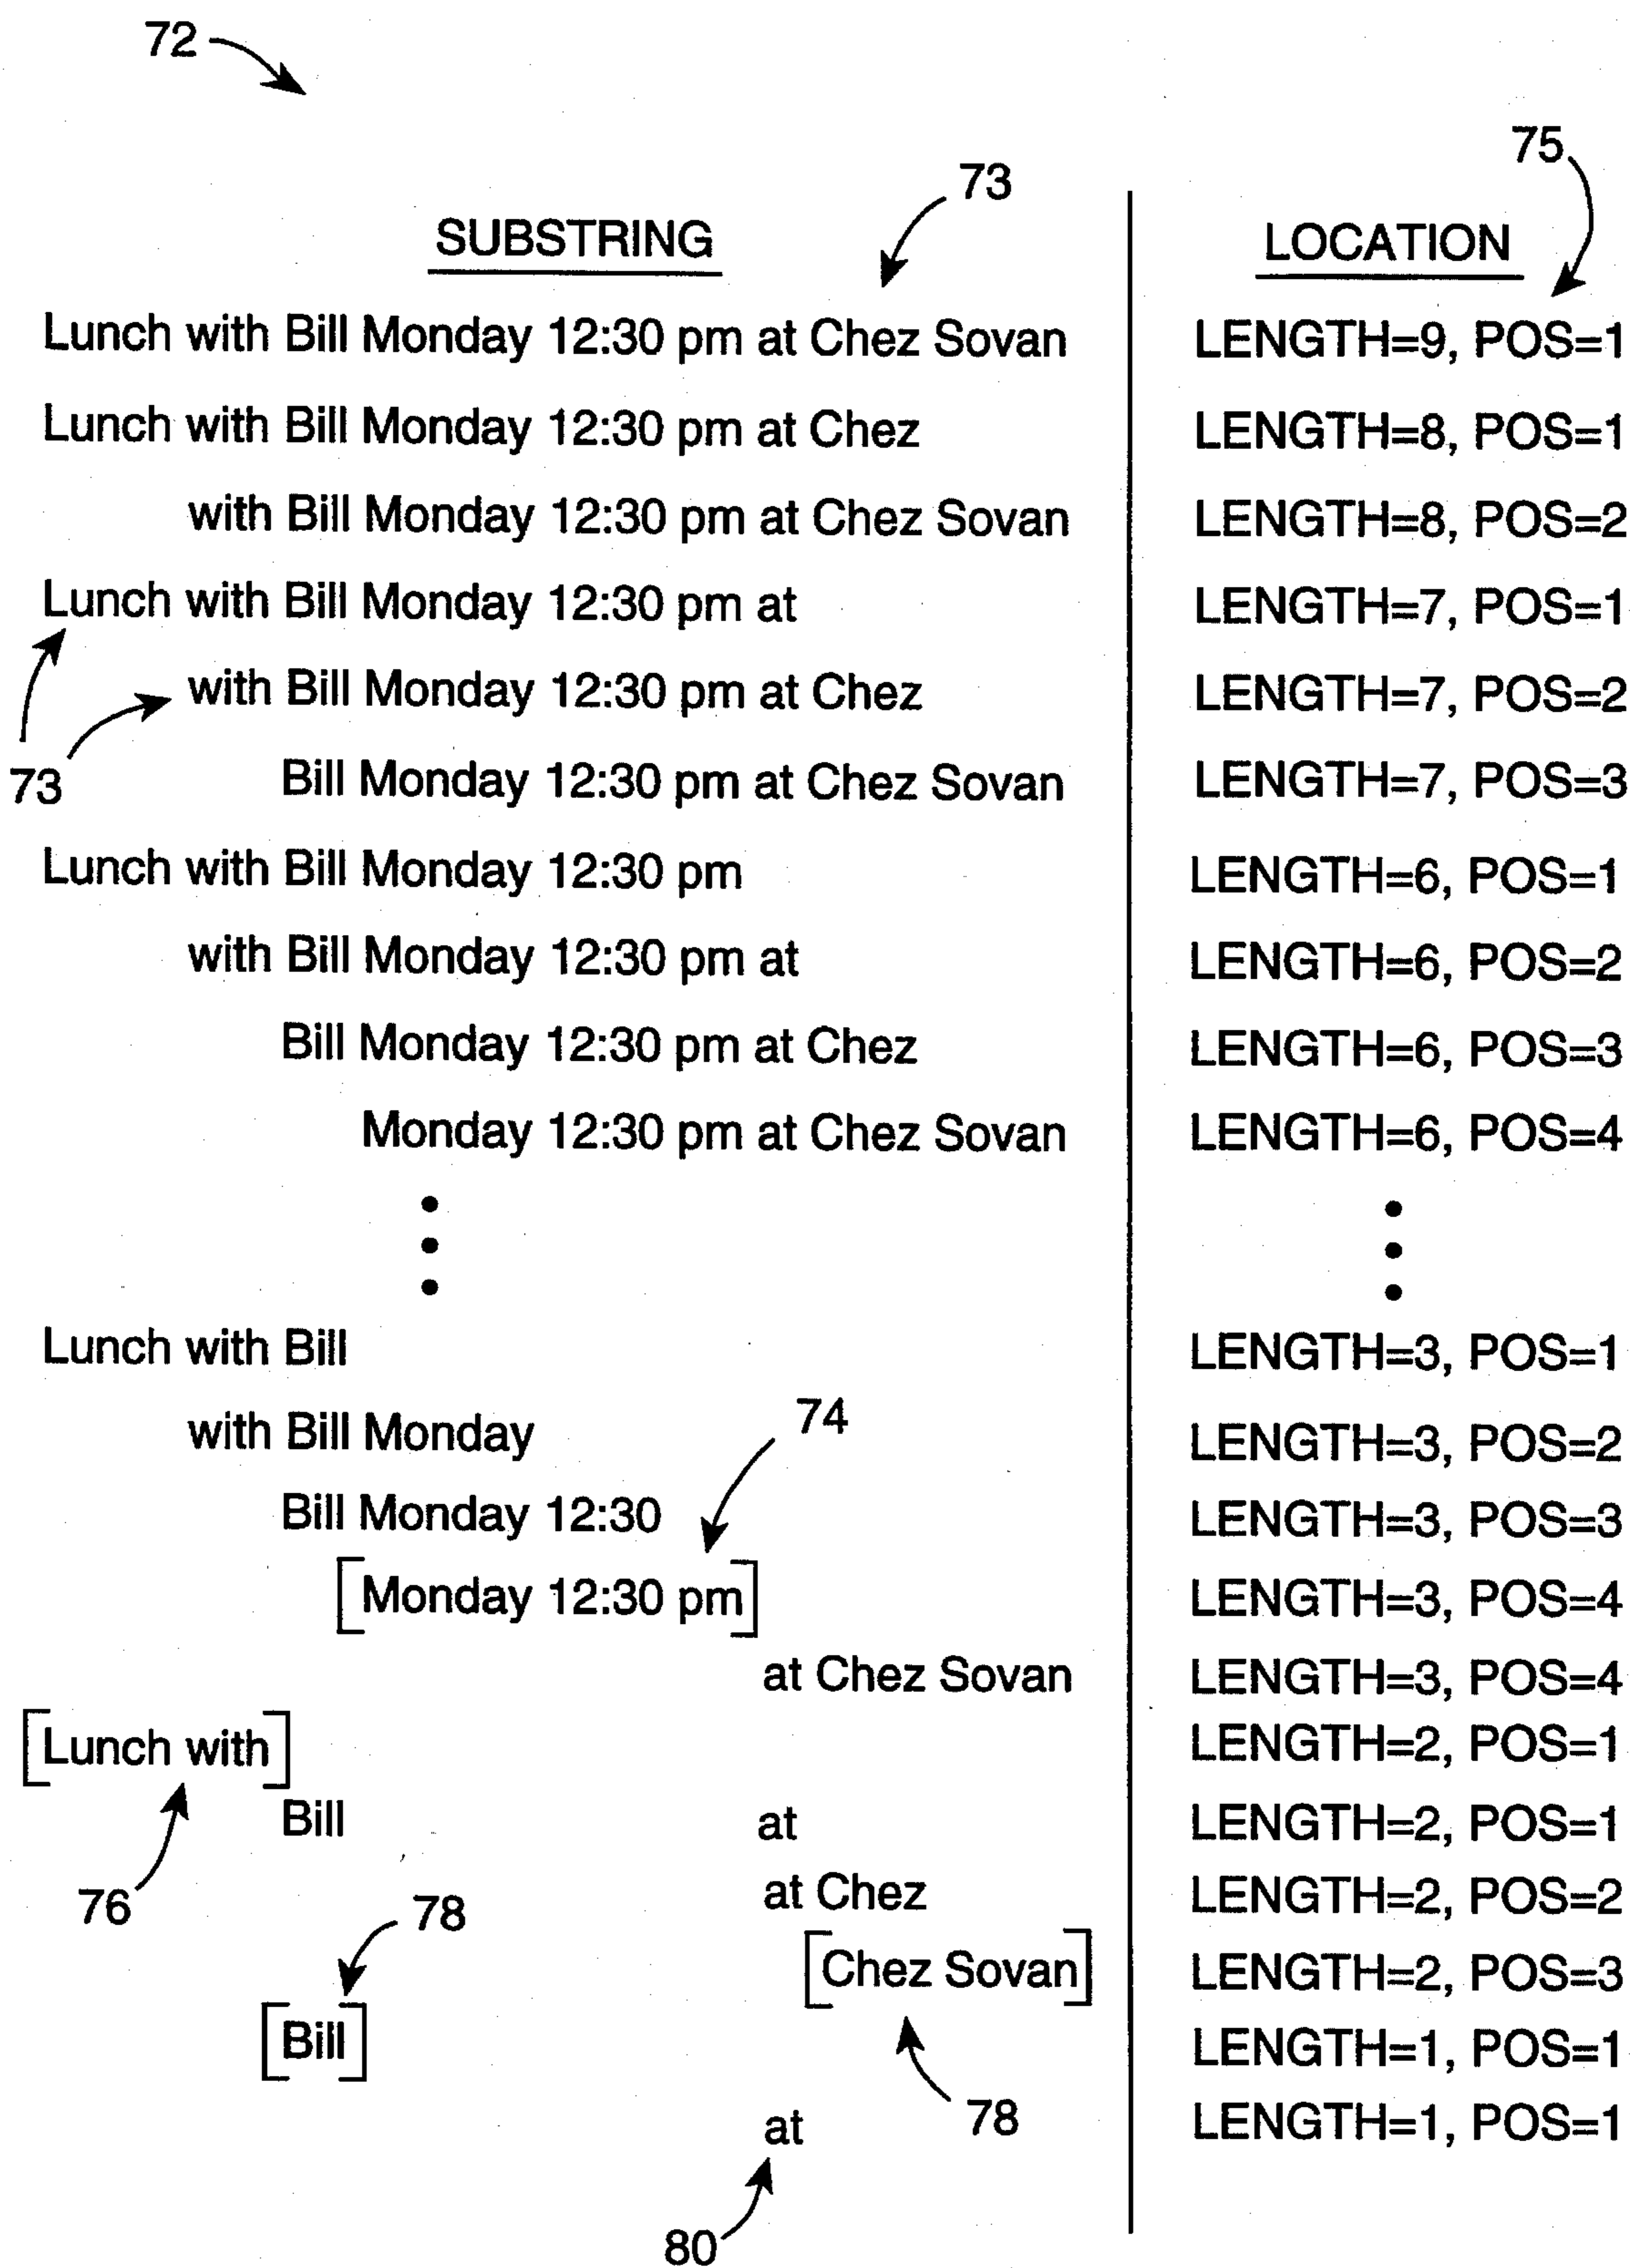 72
75
73
SUBSTRING LOCATION
Lunch with Bill Monday 12:30 pm at Chez Sovan LENGTH=9, POS=1
Lunch with Bill Monday 12:30 pm at Chez LENGTH=8, POS=1
with Bill Monday 12:30 pm at Chez Sovan LENGTH=8, POS=2
Lunch with Bill Monday 12:30 pm at LENGTH=7, POS=1
with Bill Monday 12:30 pm at Chez LENGTH=7, POS=2
73
Bill Monday 12:30 pm at Chez Sovan LENGTH=7, POS=3
Lunch with Bill Monday 12:30 pm LENGTH=6, POS=1
with Bill Monday 12:30 pm at LENGTH=6, POS=2
Bill Monday 12:30 pm at Chez LENGTH=6, POS=3
Monday 12:30 pm at Chez Sovan LENGTH=6, POS=4
Lunch with Bill LENGTH=3, POS=1
74
with Bill Monday LENGTH=3, POS=2
Bill Monday 12:30 LENGTH=3, POS=3
[Monday 12:30 pm] LENGTH=3, POS=4
at Chez Sovan LENGTH=3, POS=4
[Lunch with] LENGTH=2, POS=1
Bill at LENGTH=2, POS=1
76
at Chez LENGTH=2, POS=2
78
[Chez Sovan] LENGTH=2, POS=3
[Bill] LENGTH=1, POS=1
78
at LENGTH=1, POS=1
80